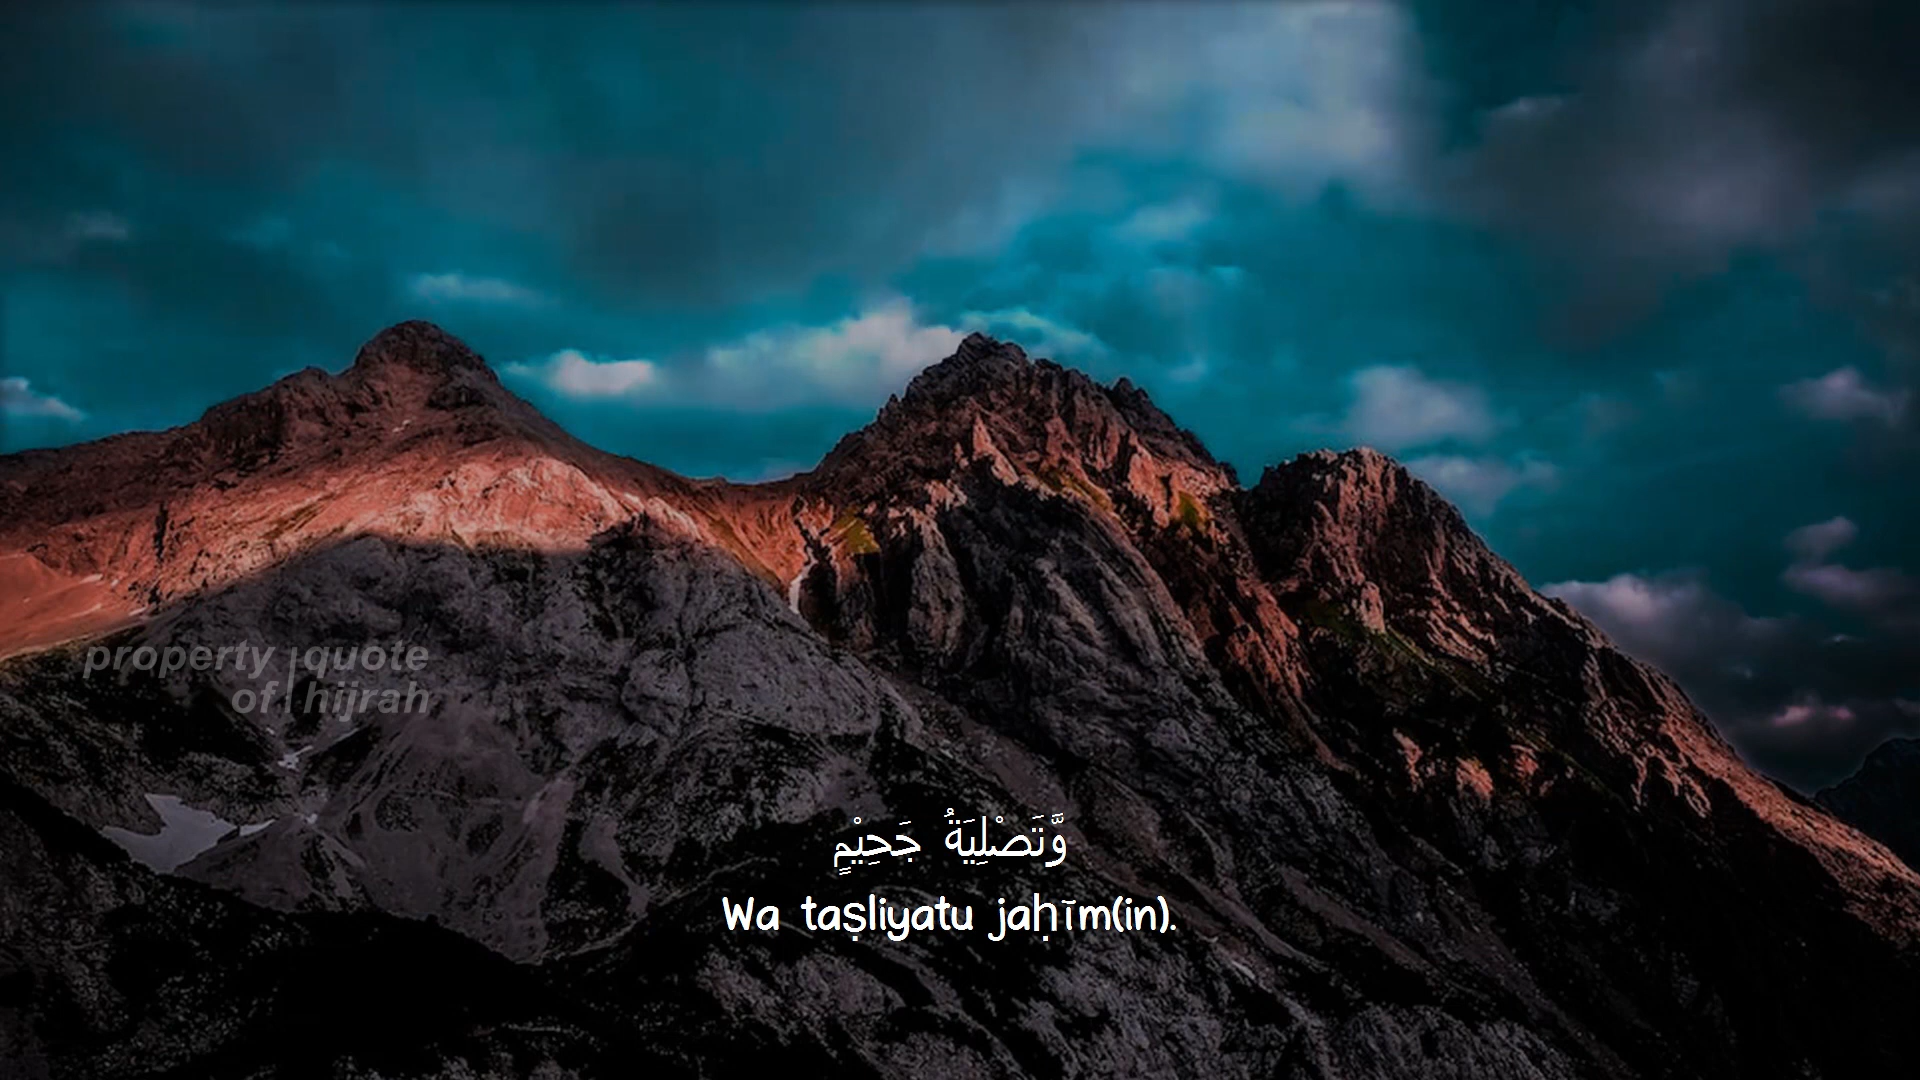 property | quote
of | hijrah
وَّتَصْلِيَةُ جَحِيْمٍ
Wa taṣliyatu jaḥīm(in).